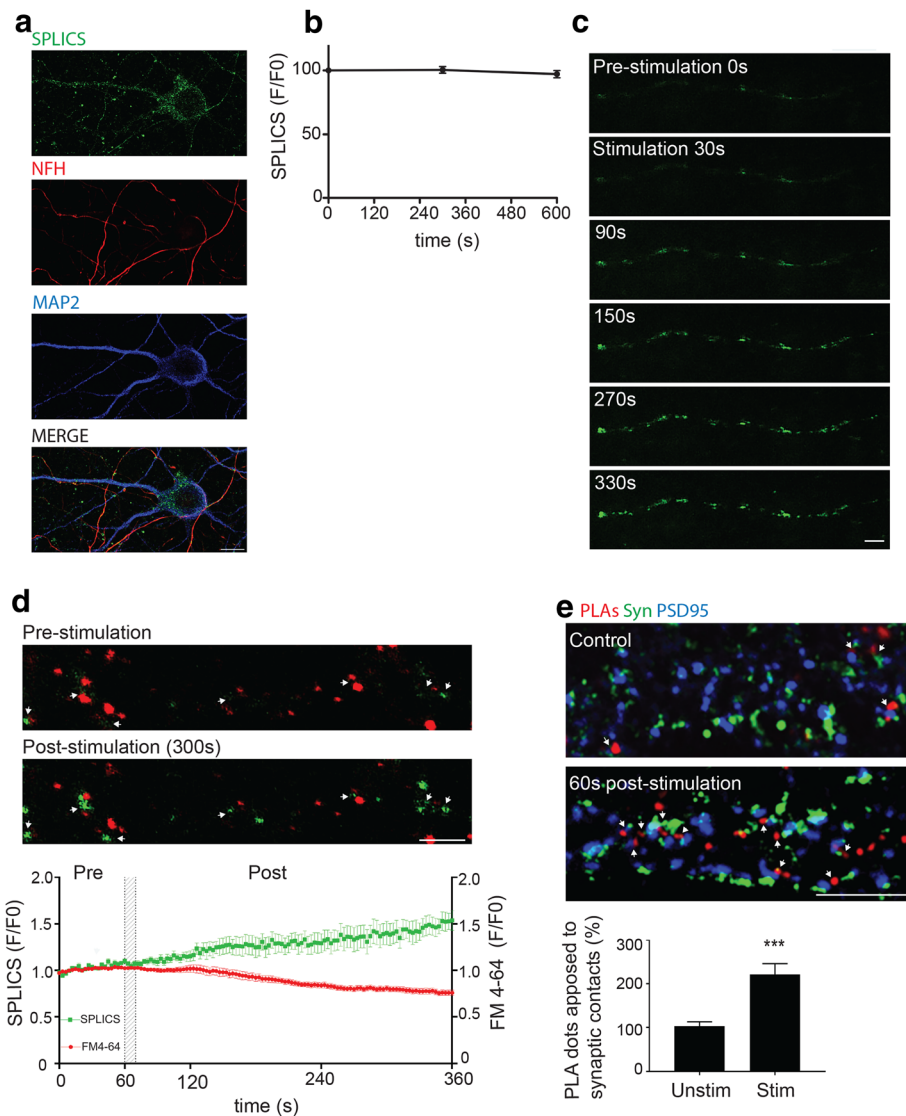 a
SPLICS
NFH
MAP2
MERGE
b
SPLICS (F/F0)
100
50
0
0 120 240 360 480 600
time (s)
c
Pre-stimulation 0s
Stimulation 30s
90s
150s
270s
330s
d
Pre-stimulation
Post-stimulation (300s)
Pre Post
SPLICS (F/F0)
2.0
1.5
1.0
0.5
0
SPLICS
FM4-64
2.0
1.5
1.0
0.5
0
FM 4-64 (F/F0)
0 60 120 240 360
time (s)
e PLAs Syn PSD95
Control
60s post-stimulation
PLA dots apposed to
synaptic contacts (%)
300
200
100
0
***
Unstim Stim